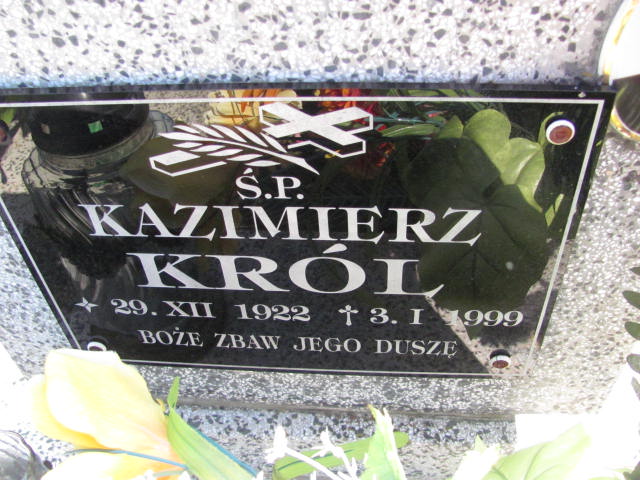 Ś.P.
KAZIMIERZ
KRÓL
29. XII 1922 † 3. I 1999
BOŻE ZBAW JEGO DUSZĘ